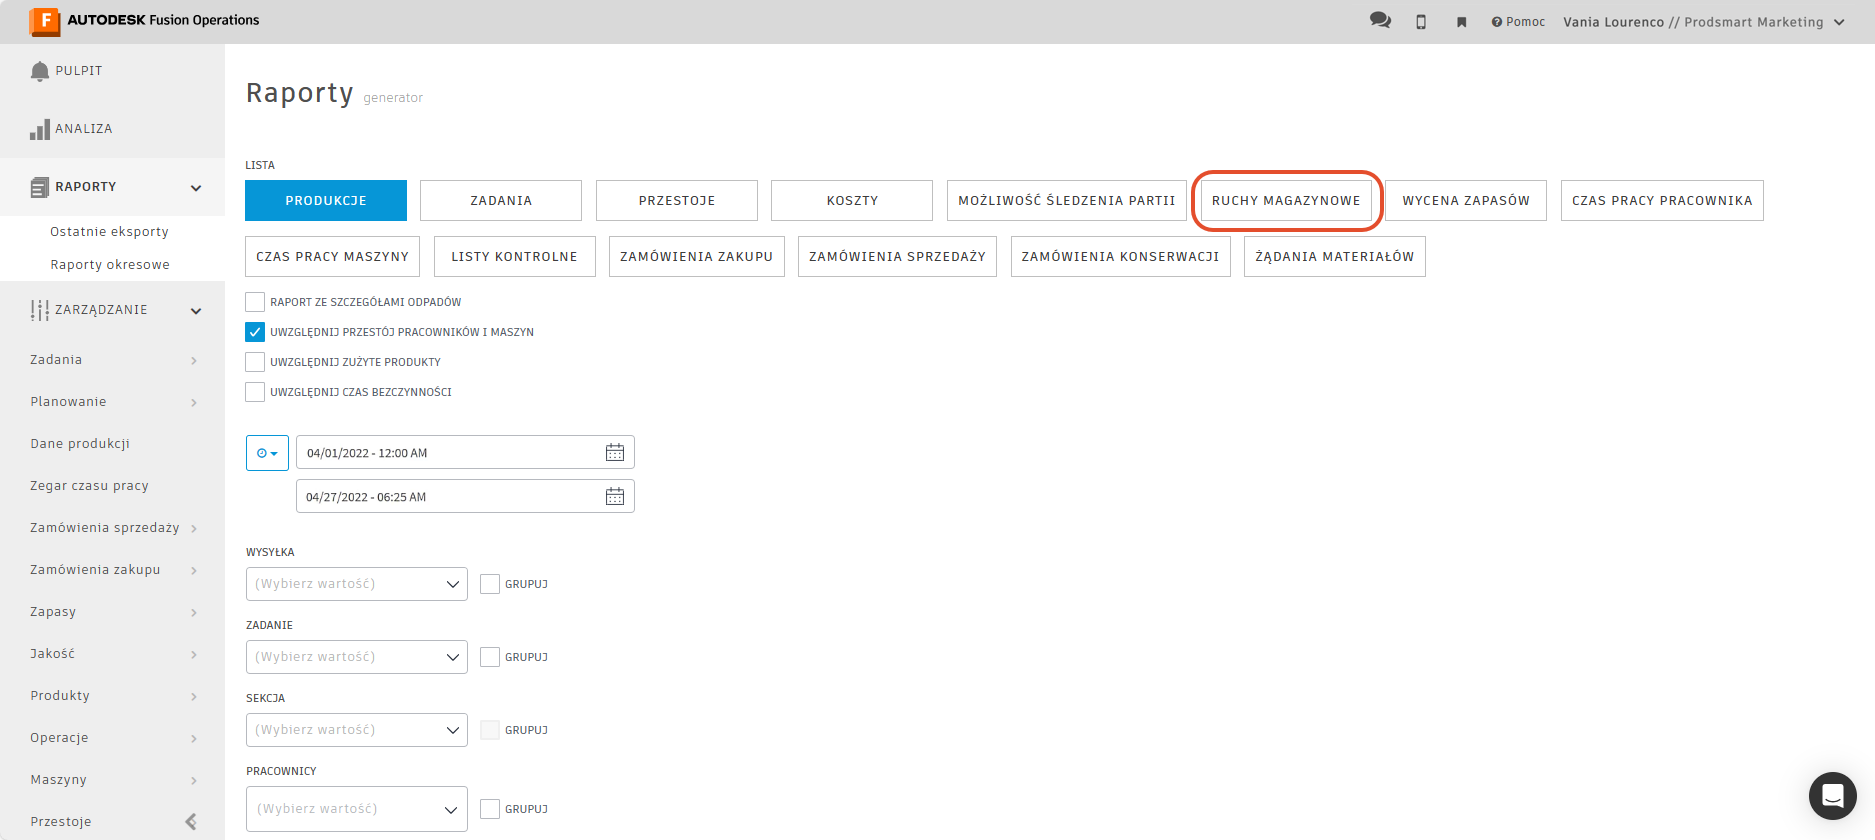 AUTODESK Fusion Operations
Pomoc
Vania Lourenco // Prodsmart Marketing
PULPIT
ANALIZA
RAPORTY
Ostatnie eksporty
Raporty okresowe
ZARZĄDZANIE
Zadania
Planowanie
Dane produkcji
Zegar czasu pracy
Zamówienia sprzedaży
Zamówienia zakupu
Zapasy
Jakość
Produkty
Operacje
Maszyny
Przestoje
Raporty generator
LISTA
PRODUKCJE ZADANIA PRZESTOJE KOSZTY MOŻLIWOŚĆ ŚLEDZENIA PARTII RUCHY MAGAZYNOWE WYCENA ZAPASÓW CZAS PRACY PRACOWNIKA
CZAS PRACY MASZYNY LISTY KONTROLNE ZAMÓWIENIA ZAKUPU ZAMÓWIENIA SPRZEDAŻY ZAMÓWIENIA KONSERWACJI ŻĄDANIA MATERIAŁÓW
RAPORT ZE SZCZEGÓŁAMI ODPADÓW
UWZGLĘDNIJ PRZESTÓJ PRACOWNIKÓW I MASZYN
UWZGLĘDNIJ ZUŻYTE PRODUKTY
UWZGLĘDNIJ CZAS BEZCZYNNOŚCI
04/01/2022 - 12:00 AM
04/27/2022 - 06:25 AM
WYSYŁKA
(Wybierz wartość) GRUPUJ
ZADANIE
(Wybierz wartość) GRUPUJ
SEKCJA
(Wybierz wartość) GRUPUJ
PRACOWNICY
(Wybierz wartość) GRUPUJ